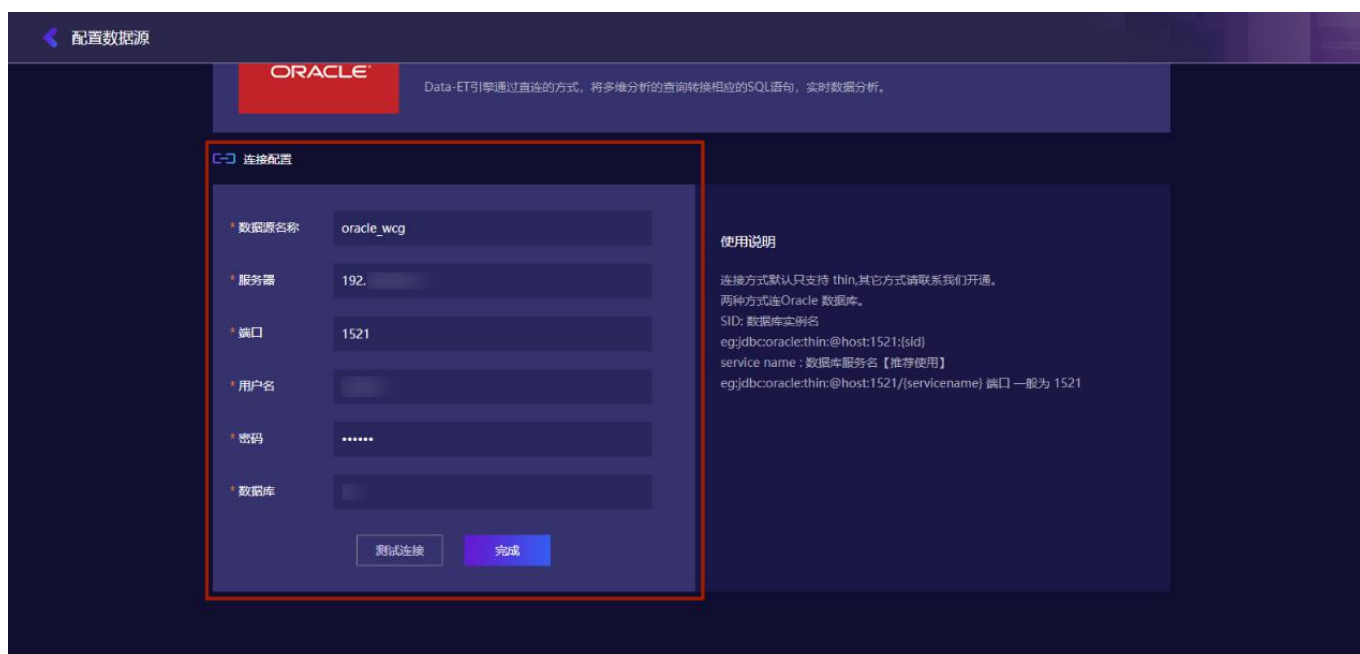 配置数据源
ORACLE
Data-ET引擎通过直连的方式，将多维分析的查询转换相应的SQL语句，实时数据分析。
连接配置
* 数据源名称 oracle_wcg
* 服务器 192.
* 端口 1521
* 用户名
* 密码 ••••••
* 数据库
测试连接 完成
使用说明
连接方式默认只支持 thin,其它方式请联系我们开通。
两种方式连Oracle 数据库。
SID: 数据库实例名
eg:jdbc:oracle:thin:@host:1521:{sid}
service name : 数据库服务名【推荐使用】
eg:jdbc:oracle:thin:@host:1521/{servicename} 端口 一般为 1521